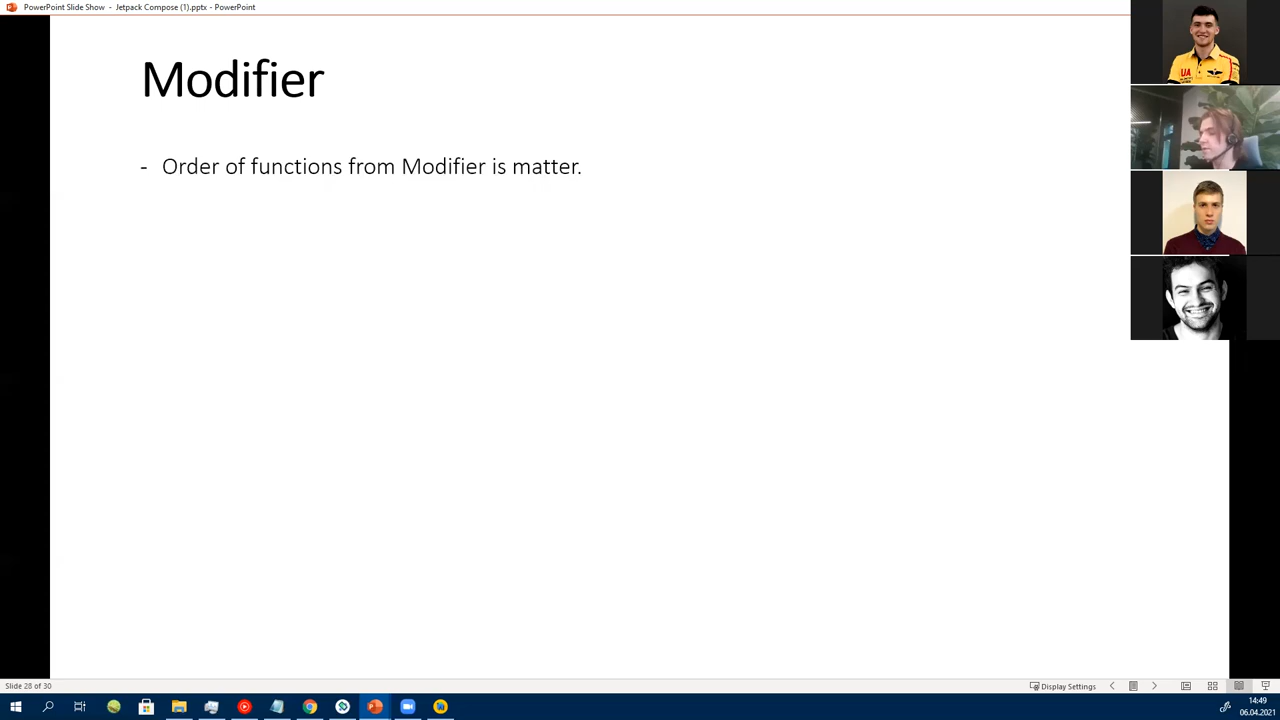 PowerPoint Slide Show - Jetpack Compose (1).pptx - PowerPoint
Modifier
- Order of functions from Modifier is matter.
UA
Slide 28 of 30
Display Settings
14:49
06.04.2021